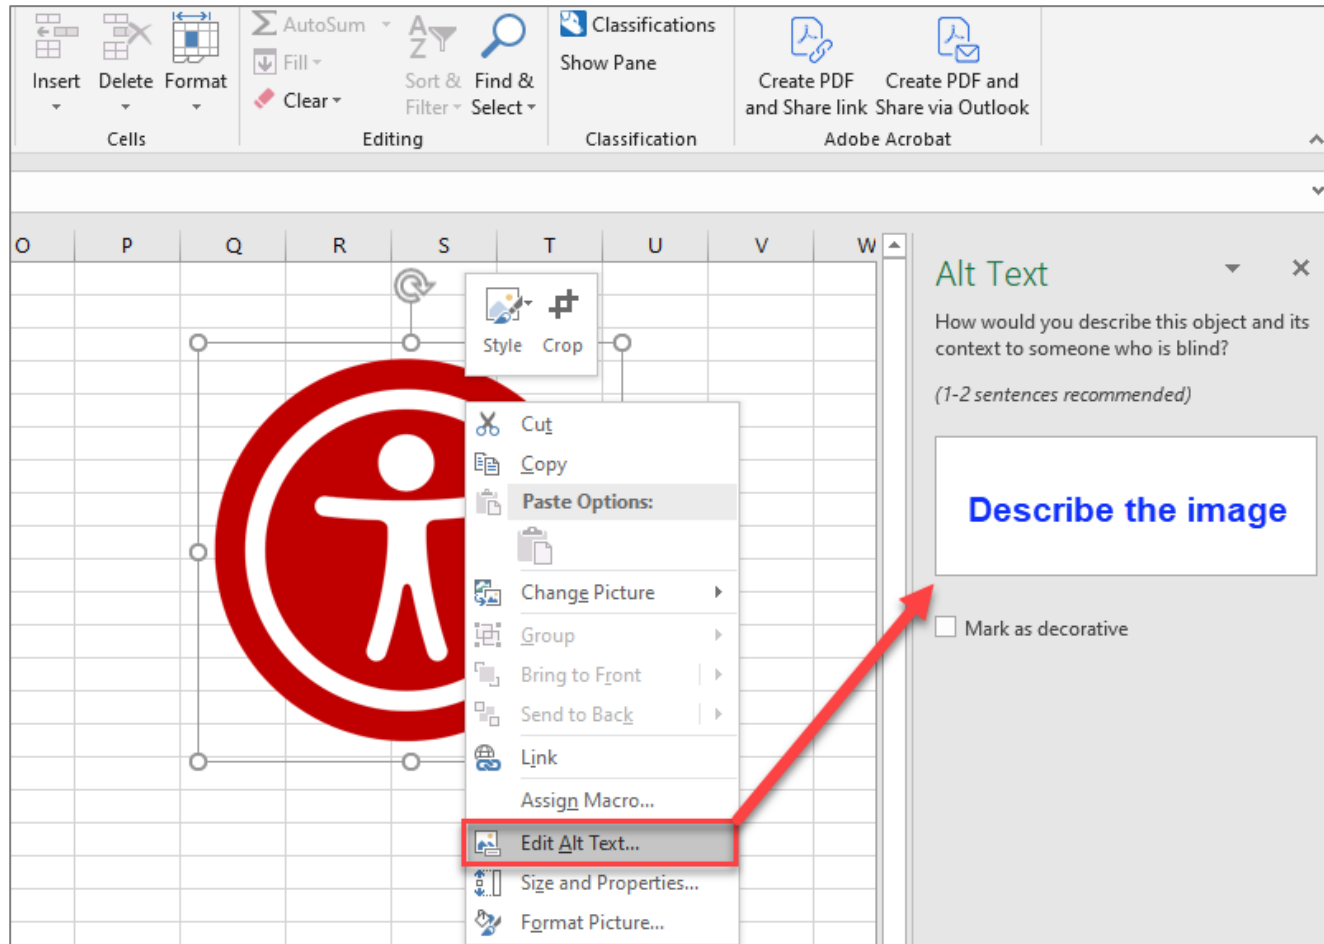 AutoSum
Fill
Clear
Insert
Delete
Format
Sort &
Filter
Find &
Select
Classifications
Show Pane
Create PDF
and Share link
Create PDF and
Share via Outlook
Cells
Editing
Classification
Adobe Acrobat
O P Q R S T U V W
Style Crop
Cut
Copy
Paste Options:
Change Picture
Group
Bring to Front
Send to Back
Link
Assign Macro...
Edit Alt Text...
Size and Properties...
Format Picture...
Alt Text
How would you describe this object and its
context to someone who is blind?
(1-2 sentences recommended)
Describe the image
Mark as decorative